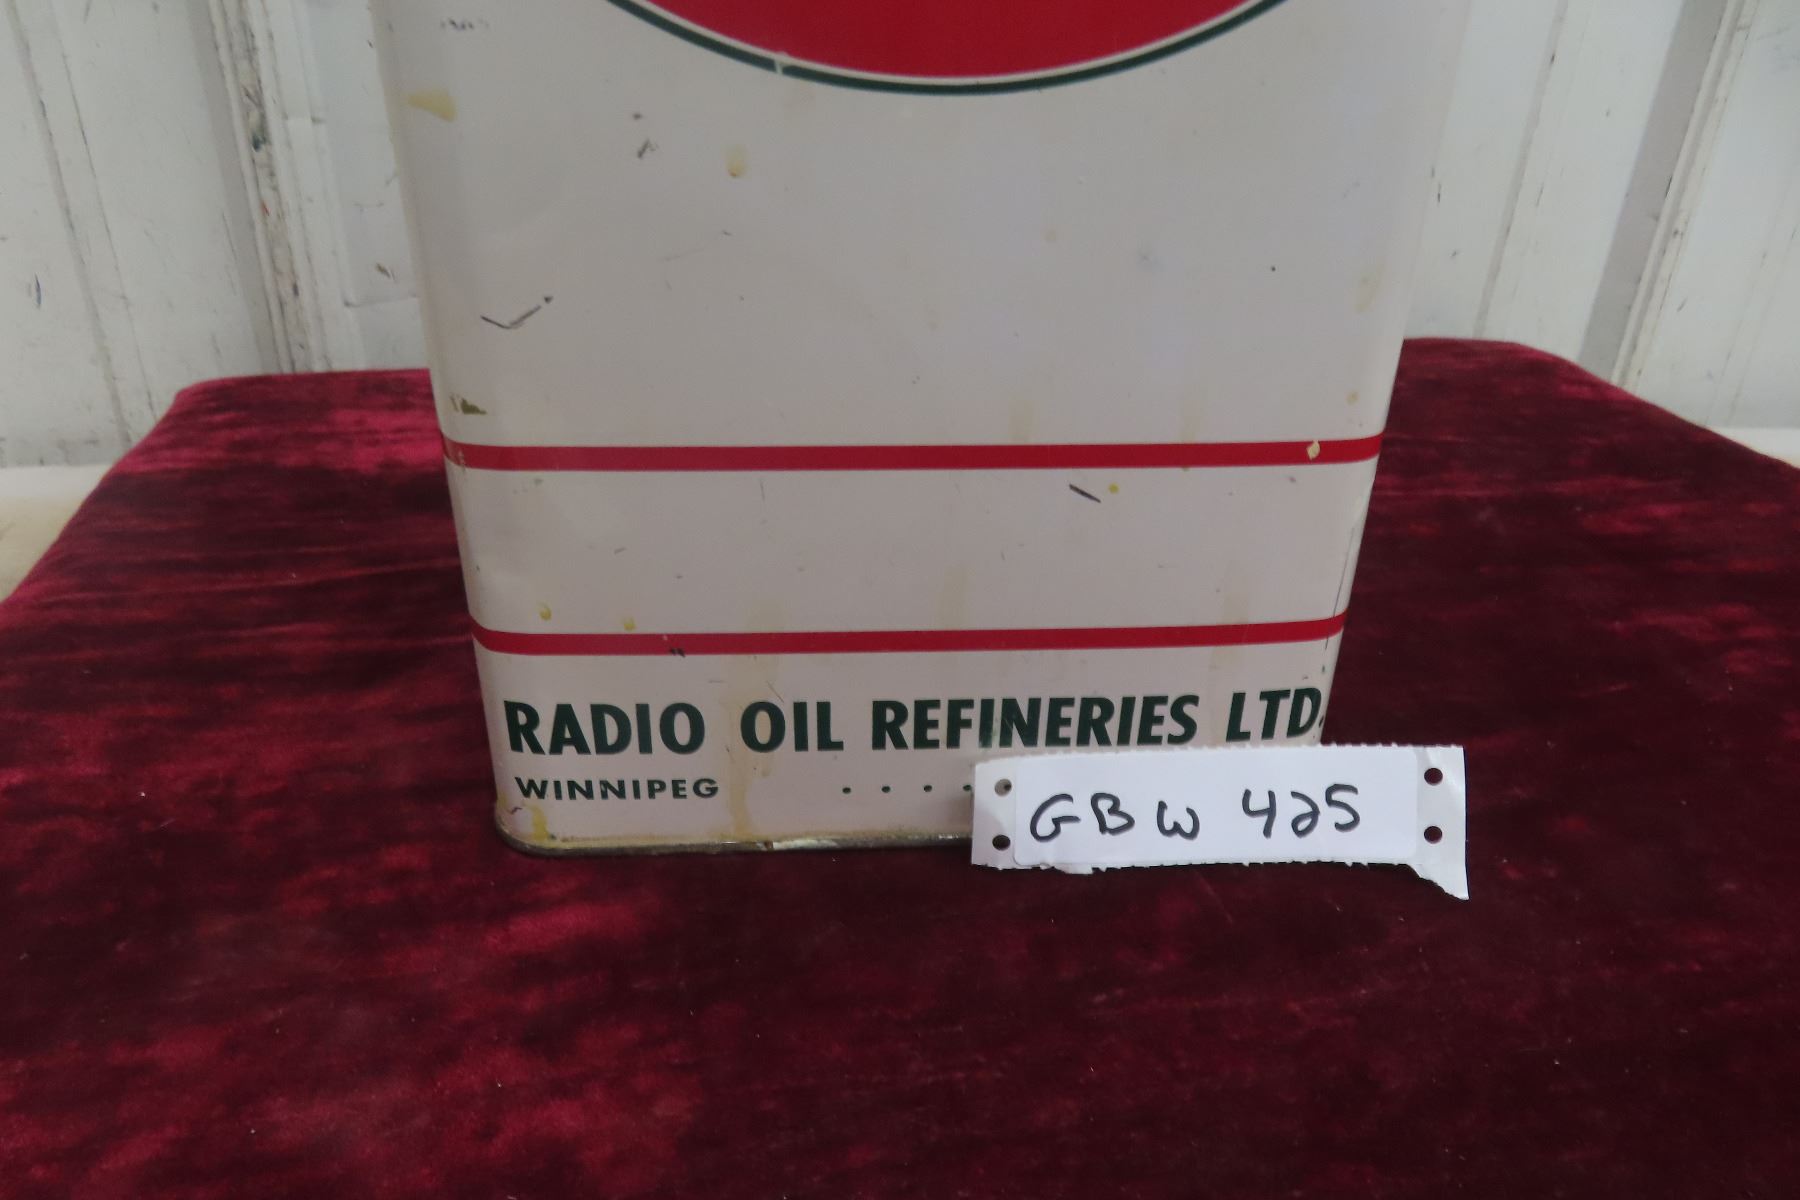 RADIO OIL REFINERIES LTD.
WINNIPEG . . . .
GBW 425